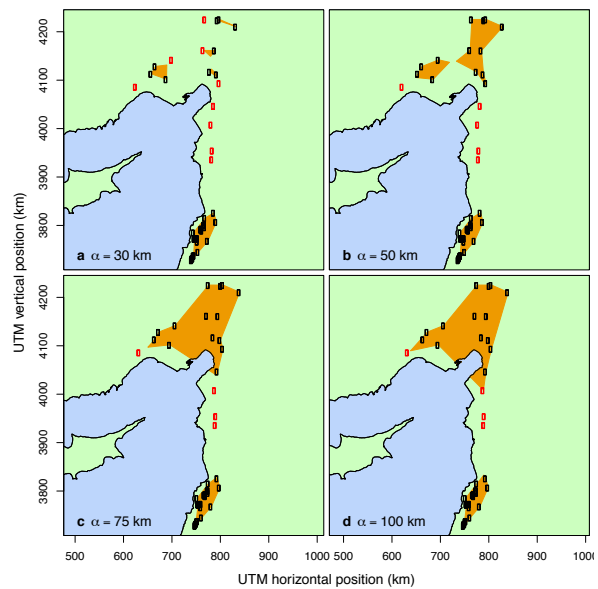 4200
4100
4000
3900
3800
a α = 30 km
b α = 50 km
UTM vertical position (km)
4200
4100
4000
3900
3800
c α = 75 km
d α = 100 km
500 600 700 800 900 1000 500 600 700 800 900 1000
UTM horizontal position (km)